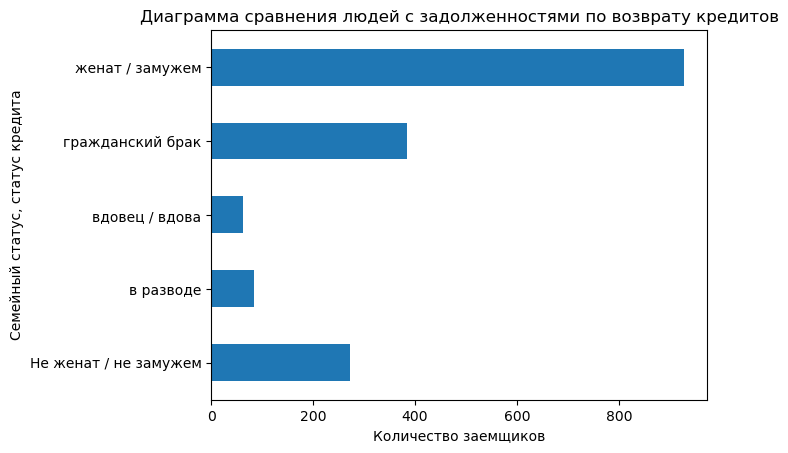 Диаграмма сравнения людей с задолженностями по возврату кредитов
Семейный статус, статус кредита
женат / замужем
гражданский брак
вдовец / вдова
в разводе
Не женат / не замужем
0 200 400 600 800
Количество заемщиков